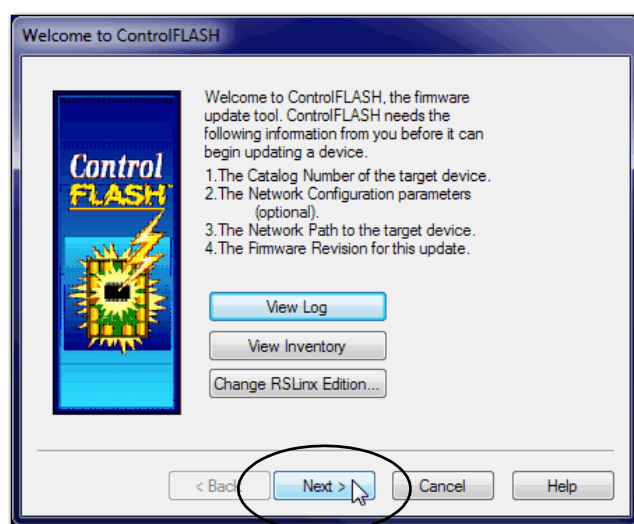 Welcome to ControlFLASH
Welcome to ControlFLASH, the firmware
update tool. ControlFLASH needs the
following information from you before it can
begin updating a device.
1.The Catalog Number of the target device.
2.The Network Configuration parameters
(optional).
3.The Network Path to the target device.
4.The Firmware Revision for this update.
Control
FLASH
View Log
View Inventory
Change RSLinx Edition...
< Back Next > Cancel Help